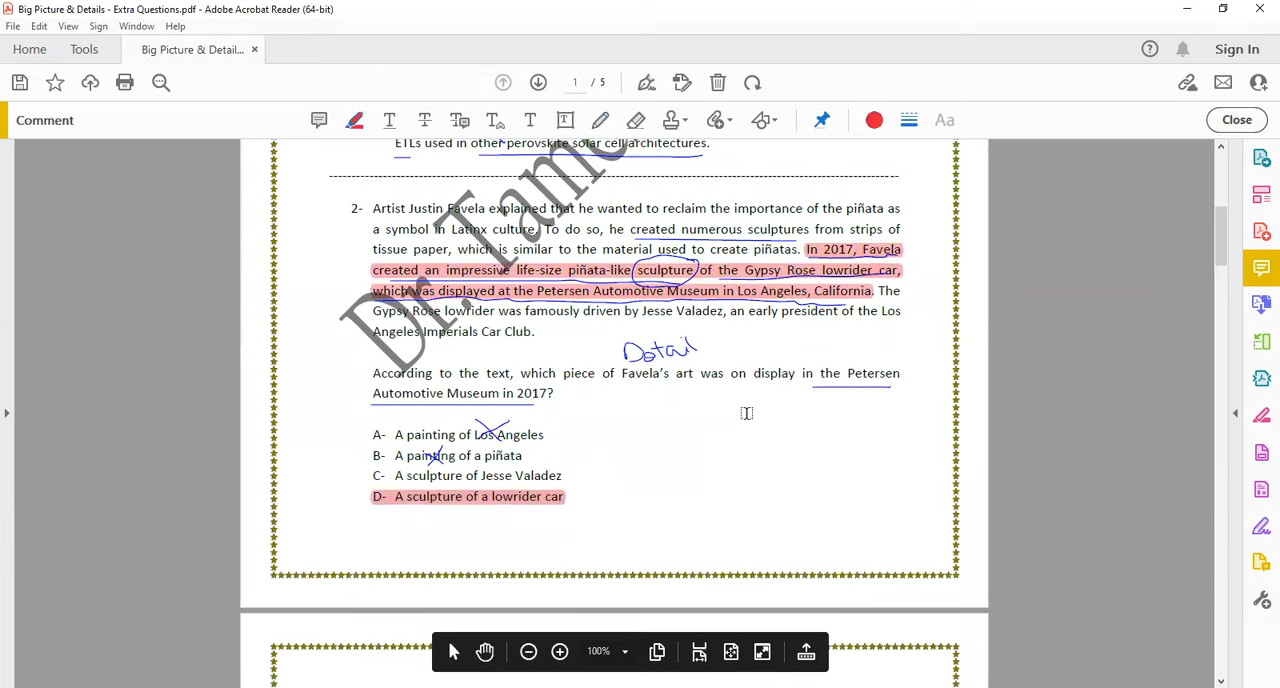 Big Picture & Details - Extra Questions.pdf - Adobe Acrobat Reader (64-bit)
File Edit View Sign Window Help
Home Tools Big Picture & Detail... × Sign In
1 / 5
Comment Aa Close
ETLs used in other perovskite solar cell architectures.
Dr. Tame
2- Artist Justin Favela explained that he wanted to reclaim the importance of the piñata as
a symbol in Latinx culture. To do so, he created numerous sculptures from strips of
tissue paper, which is similar to the material used to create piñatas. In 2017, Favela
created an impressive life-size piñata-like sculpture of the Gypsy Rose lowrider car,
which was displayed at the Petersen Automotive Museum in Los Angeles, California. The
Gypsy Rose lowrider was famously driven by Jesse Valadez, an early president of the Los
Angeles Imperials Car Club.
Detail
According to the text, which piece of Favela's art was on display in the Petersen
Automotive Museum in 2017?
A- A painting of Los Angeles
B- A painting of a piñata
C- A sculpture of Jesse Valadez
D- A sculpture of a lowrider car
100%